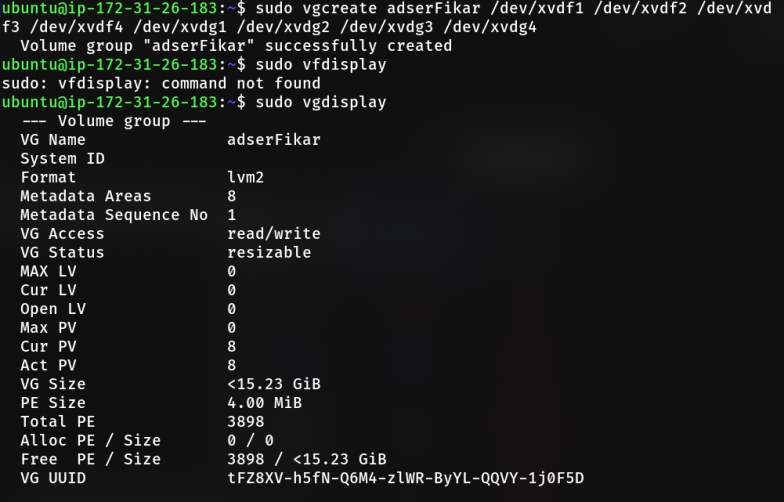 ubuntu@ip-172-31-26-183:~$ sudo vgcreate adserFikar /dev/xvdf1 /dev/xvdf2 /dev/xvd
f3 /dev/xvdf4 /dev/xvdg1 /dev/xvdg2 /dev/xvdg3 /dev/xvdg4
  Volume group "adserFikar" successfully created
ubuntu@ip-172-31-26-183:~$ sudo vfdisplay
sudo: vfdisplay: command not found
ubuntu@ip-172-31-26-183:~$ sudo vgdisplay
  --- Volume group ---
  VG Name               adserFikar
  System ID
  Format                lvm2
  Metadata Areas        8
  Metadata Sequence No  1
  VG Access             read/write
  VG Status             resizable
  MAX LV                0
  Cur LV                0
  Open LV               0
  Max PV                0
  Cur PV                8
  Act PV                8
  VG Size               <15.23 GiB
  PE Size               4.00 MiB
  Total PE              3898
  Alloc PE / Size       0 / 0
  Free  PE / Size       3898 / <15.23 GiB
  VG UUID               tFZ8XV-h5fN-Q6M4-zlWR-ByYL-QQVY-1j0F5D